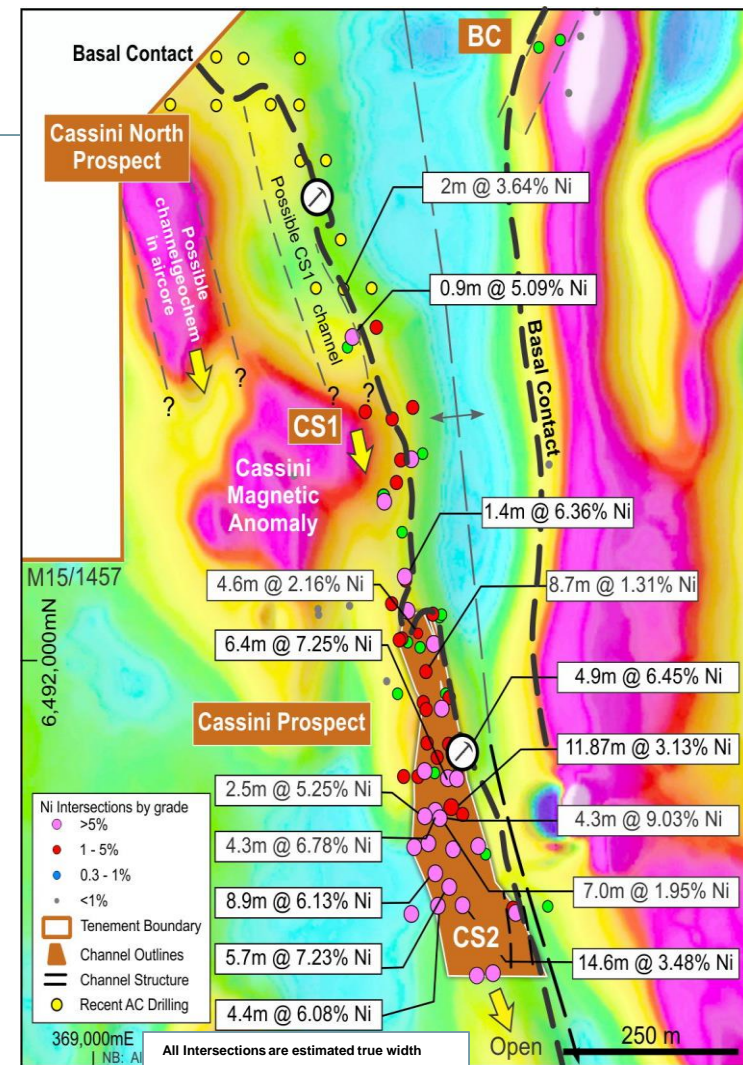 Basal Contact
BC
Cassini North
Prospect
Possible
channelgeochem
in aircore
Possible CS1
channel
2m @ 3.64% Ni
0.9m @ 5.09% Ni
Basal Contact
?
?
?
?
CS1
Cassini
Magnetic
Anomaly
1.4m @ 6.36% Ni
M15/1457
4.6m @ 2.16% Ni
8.7m @ 1.31% Ni
6.4m @ 7.25% Ni
6,492,000mN
4.9m @ 6.45% Ni
Cassini Prospect
11.87m @ 3.13% Ni
2.5m @ 5.25% Ni
4.3m @ 9.03% Ni
4.3m @ 6.78% Ni
7.0m @ 1.95% Ni
8.9m @ 6.13% Ni
CS2
5.7m @ 7.23% Ni
14.6m @ 3.48% Ni
4.4m @ 6.08% Ni
Ni Intersections by grade
>5%
1 - 5%
0.3 - 1%
<1%
Tenement Boundary
Channel Outlines
Channel Structure
Recent AC Drilling
Open
250 m
369,000mE
NB:
All Intersections are estimated true width